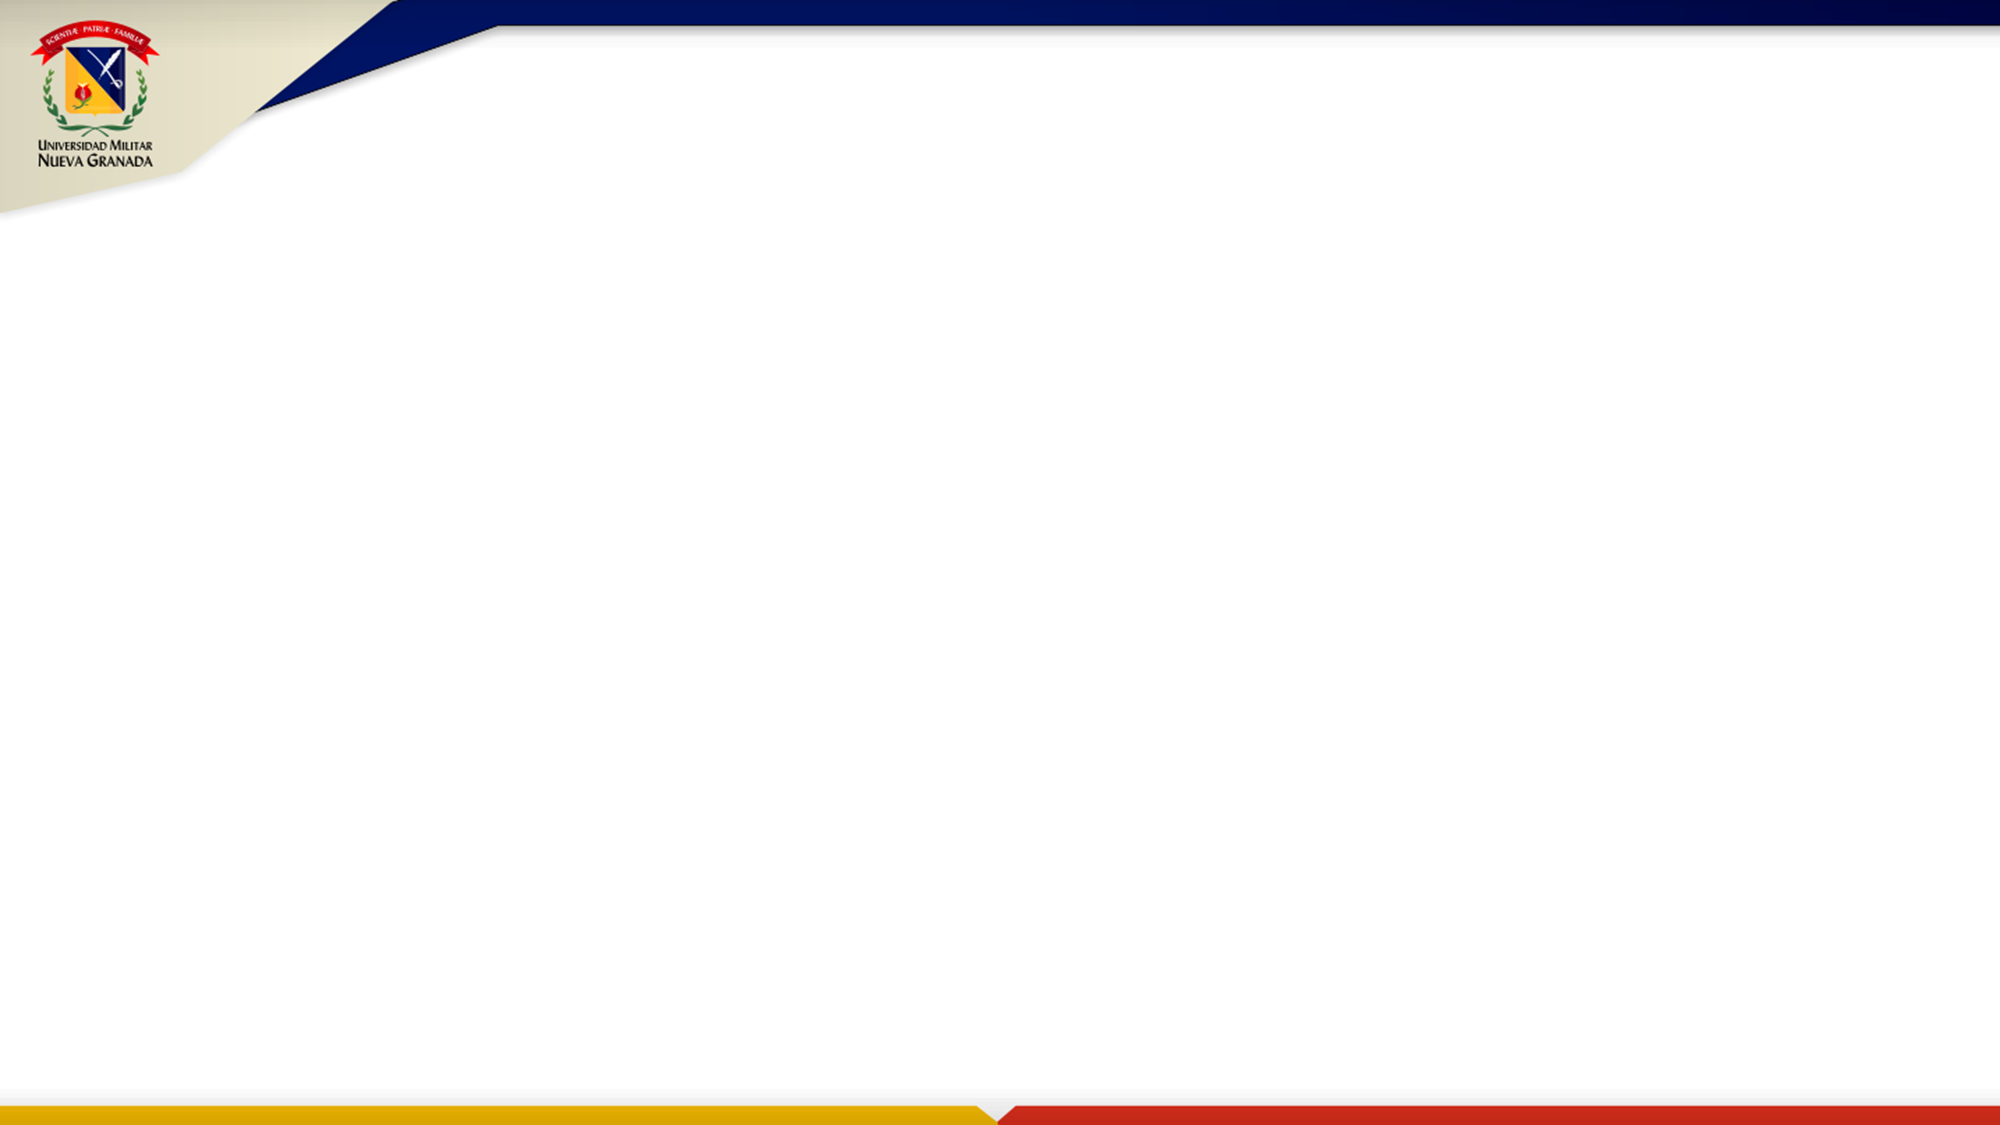 SCIENTIÆ · PATRIÆ · FAMILIÆ
UNIVERSIDAD MILITAR
NUEVA GRANADA